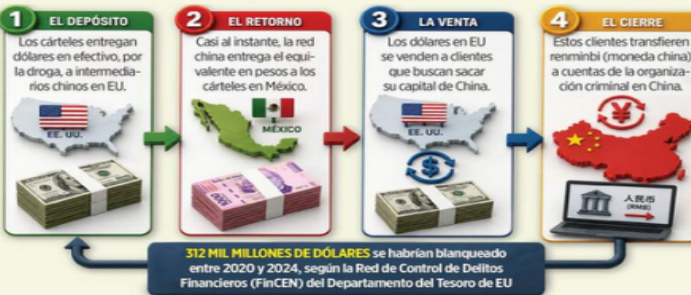 1 EL DEPÓSITO
Los cárteles entregan
dólares en efectivo, por
la droga, a intermedia-
rios chinos en EU.
EE. UU.
2 EL RETORNO
Casi al instante, la red
china entrega el equi-
valente en pesos a los
cárteles en México.
MÉXICO
3 LA VENTA
Los dólares en EU
se venden a clientes
que buscan sacar
su capital de China.
EE. UU.
$
4 EL CIERRE
Estos clientes transfieren
renminbi (moneda china)
a cuentas de la organiza-
ción criminal en China.
¥
人民币
(RMB)
312 MIL MILLONES DE DÓLARES se habrían blanqueado
entre 2020 y 2024, según la Red de Control de Delitos
Financieros (FinCEN) del Departamento del Tesoro de EU